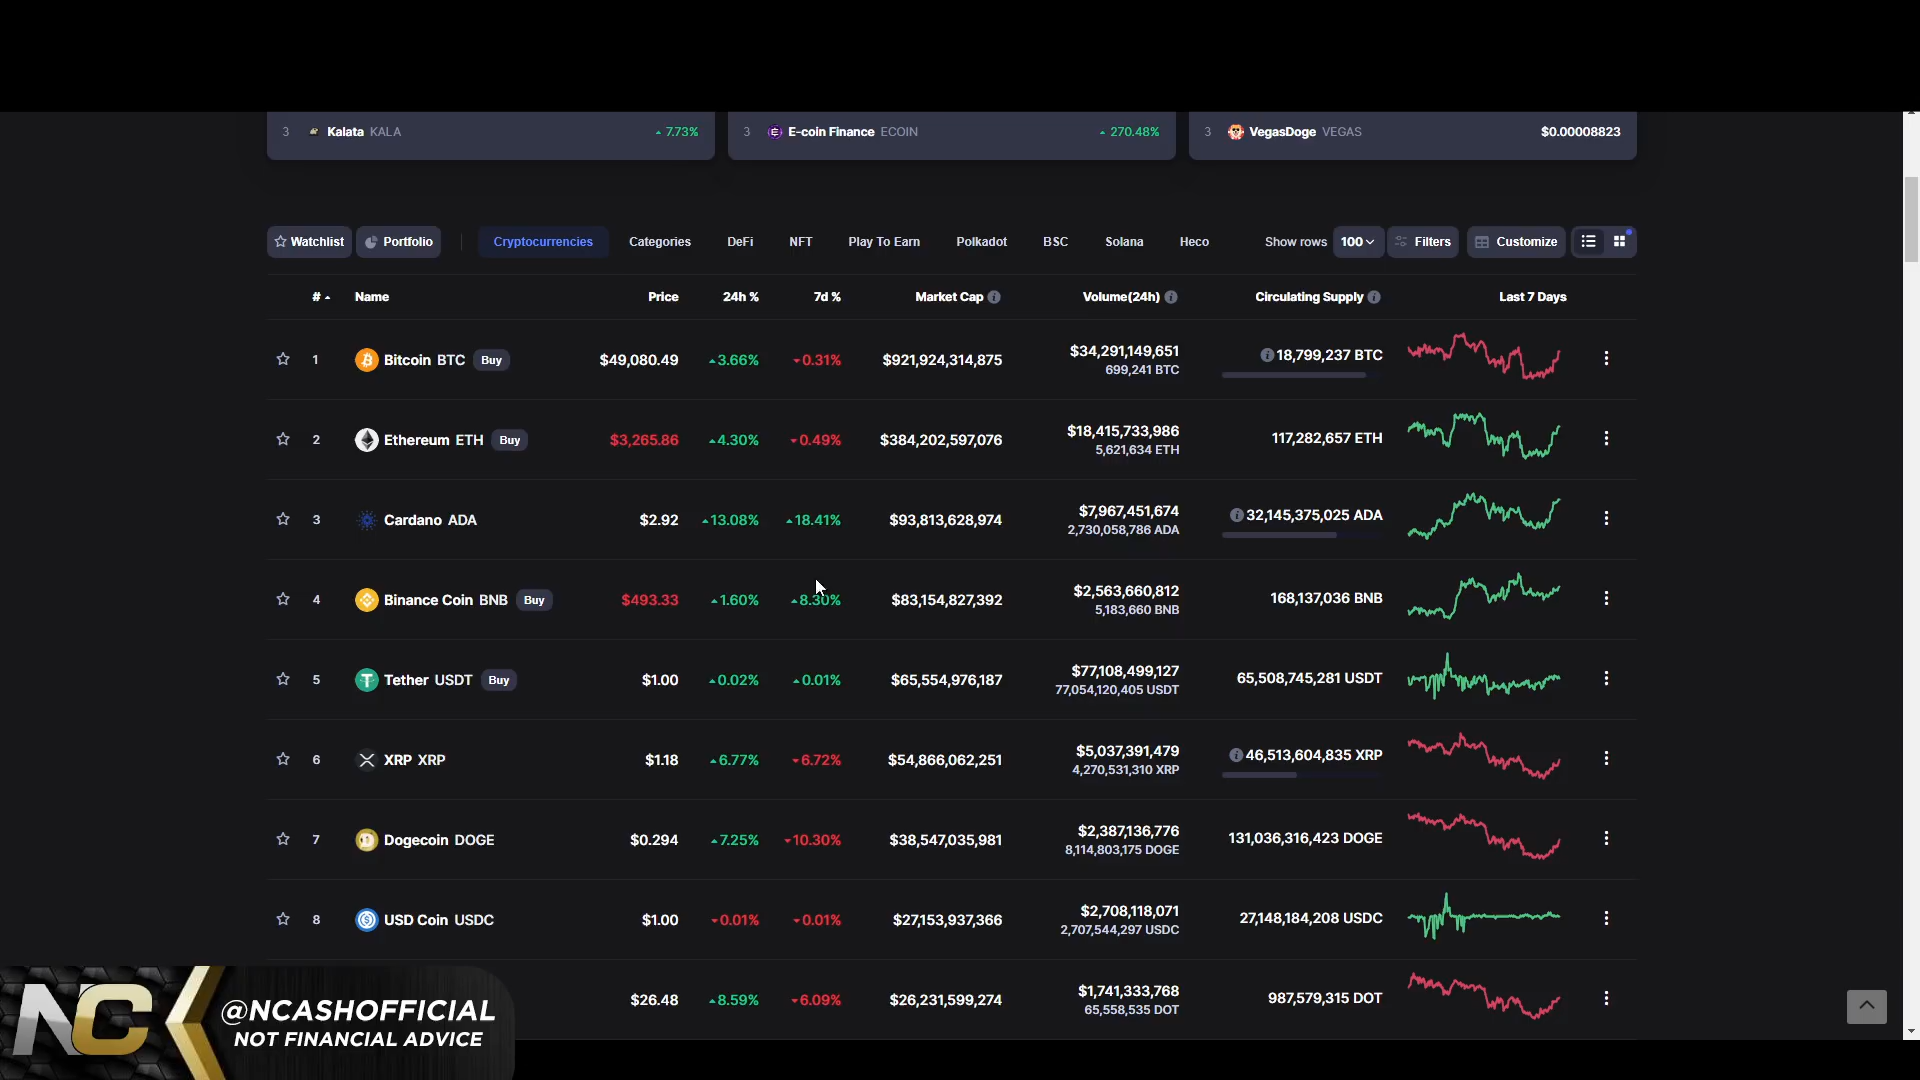 3 Kalata KALA 7.73%
3 E-coin Finance ECOIN 270.48%
3 VegasDoge VEGAS $0.00008823
Watchlist Portfolio Cryptocurrencies Categories DeFi NFT Play To Earn Polkadot BSC Solana Heco Show rows 100 Filters Customize
# Name Price 24h % 7d % Market Cap Volume(24h) Circulating Supply Last 7 Days
1 Bitcoin BTC Buy $49,080.49 3.66% 0.31% $921,924,314,875 $34,291,149,651 18,799,237 BTC
699,241 BTC
2 Ethereum ETH Buy $3,265.86 4.30% 0.49% $384,202,597,076 $18,415,733,986 117,282,657 ETH
5,621,634 ETH
3 Cardano ADA $2.92 13.08% 18.41% $93,813,628,974 $7,967,451,674 32,145,375,025 ADA
2,730,058,786 ADA
4 Binance Coin BNB Buy $493.33 1.60% 8.30% $83,154,827,392 $2,563,660,812 168,137,036 BNB
5,183,660 BNB
5 Tether USDT Buy $1.00 0.02% 0.01% $65,554,976,187 $77,108,499,127 65,508,745,281 USDT
77,054,120,405 USDT
6 XRP XRP $1.18 6.77% 6.72% $54,866,062,251 $5,037,391,479 46,513,604,835 XRP
4,270,531,310 XRP
7 Dogecoin DOGE $0.294 7.25% 10.30% $38,547,035,981 $2,387,136,776 131,036,316,423 DOGE
8,114,803,175 DOGE
8 USD Coin USDC $1.00 0.01% 0.01% $27,153,937,366 $2,708,118,071 27,148,184,208 USDC
2,707,544,297 USDC
$26.48 8.59% 6.09% $26,231,599,274 $1,741,333,768 987,579,315 DOT
65,558,535 DOT
NC @NCASHOFFICIAL
NOT FINANCIAL ADVICE